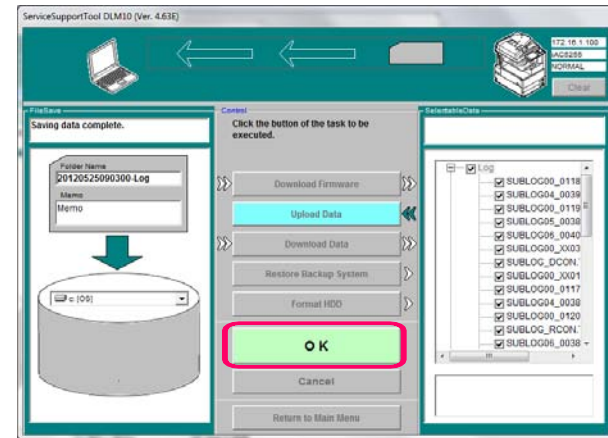 ServiceSupportTool DLM10 (Ver. 4.63E)
172.16.1.100
iAC5255
NORMAL
Clear
FileSave
Saving data complete.
Folder Name
20120525090300-Log
Memo
Memo
c [OS]
Control
Click the button of the task to be
executed.
Download Firmware
Upload Data
Download Data
Restore Backup System
Format HDD
OK
Cancel
Return to Main Menu
SelectableData
Log
SUBLOG00_0118
SUBLOG04_0039
SUBLOG00_0119
SUBLOG05_0038
SUBLOG06_0040
SUBLOG00_XX03
SUBLOG_DCON.
SUBLOG00_XX01
SUBLOG00_0117
SUBLOG04_0038
SUBLOG00_0120
SUBLOG_RCON.
SUBLOG06_0038